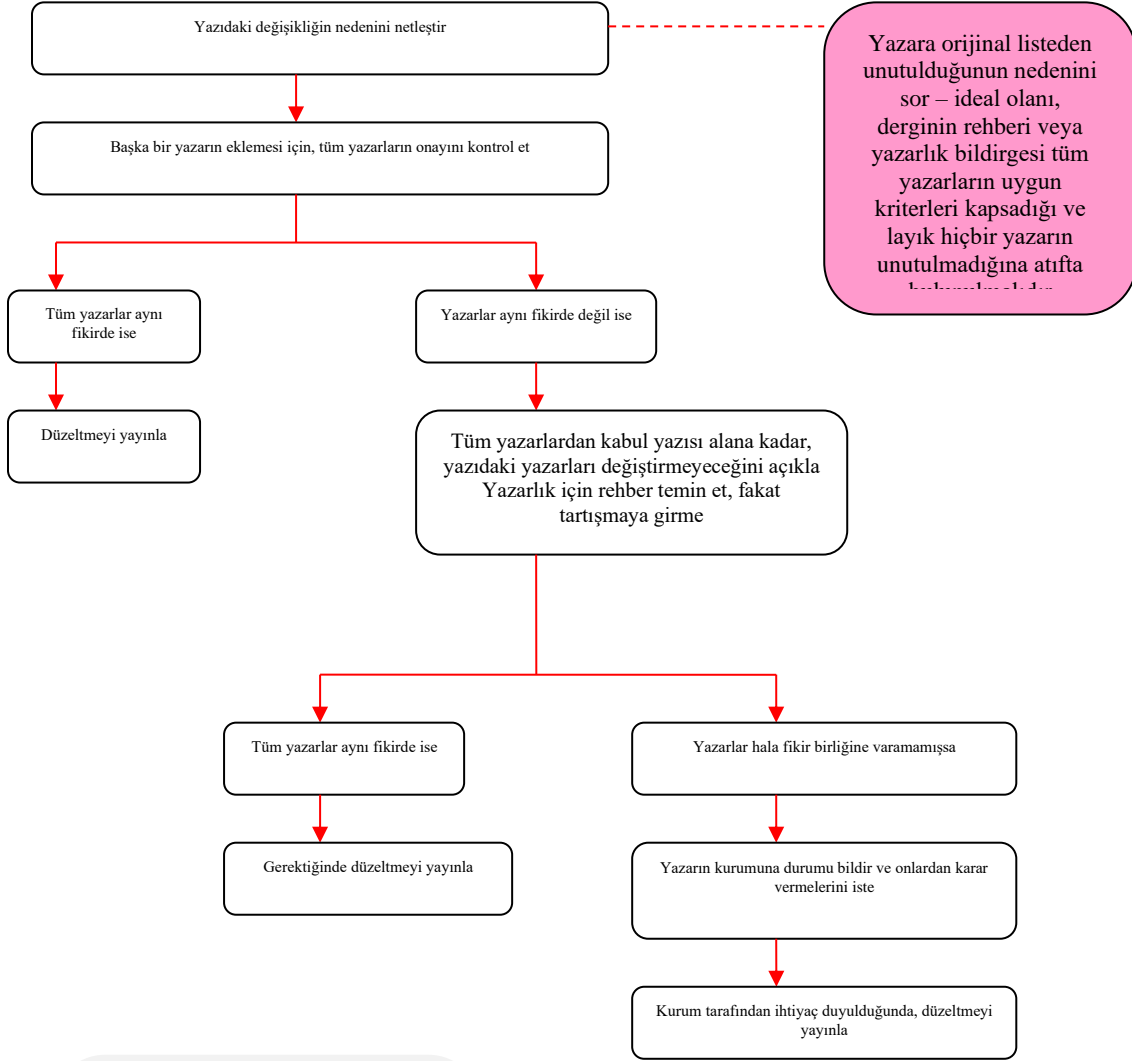 Yazıdaki değişikliğin nedenini netleştir
Yazara orijinal listeden
unutulduğunun nedenini
sor – ideal olanı,
derginin rehberi veya
yazarlık bildirgesi tüm
yazarların uygun
kriterleri kapsadığı ve
layık hiçbir yazarın
unutulmadığına atıfta
Başka bir yazarın eklemesi için, tüm yazarların onayını kontrol et
Tüm yazarlar aynı
fikirde ise
Yazarlar aynı fikirde değil ise
Düzeltmeyi yayınla
Tüm yazarlardan kabul yazısı alana kadar,
yazıdaki yazarları değiştirmeyeceğini açıkla
Yazarlık için rehber temin et, fakat
tartışmaya girme
Tüm yazarlar aynı fikirde ise
Yazarlar hala fikir birliğine varamamışsa
Gerektiğinde düzeltmeyi yayınla
Yazarın kurumuna durumu bildir ve onlardan karar
vermelerini iste
Kurum tarafından ihtiyaç duyulduğunda, düzeltmeyi
yayınla